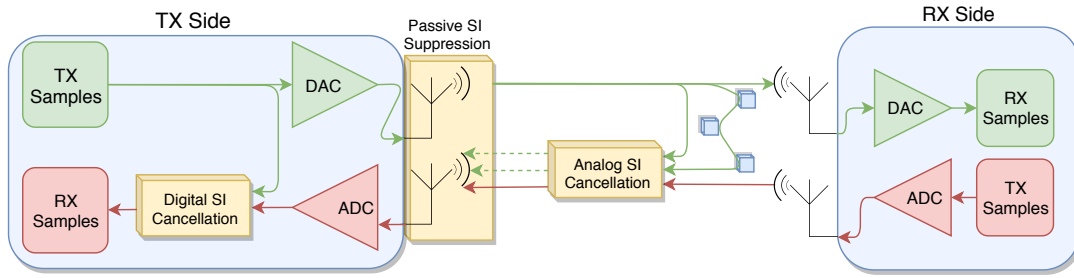 TX Side
Passive SI
Suppression
RX Side
TX
Samples
DAC
DAC
RX
Samples
RX
Samples
Digital SI
Cancellation
ADC
Analog SI
Cancellation
ADC
TX
Samples